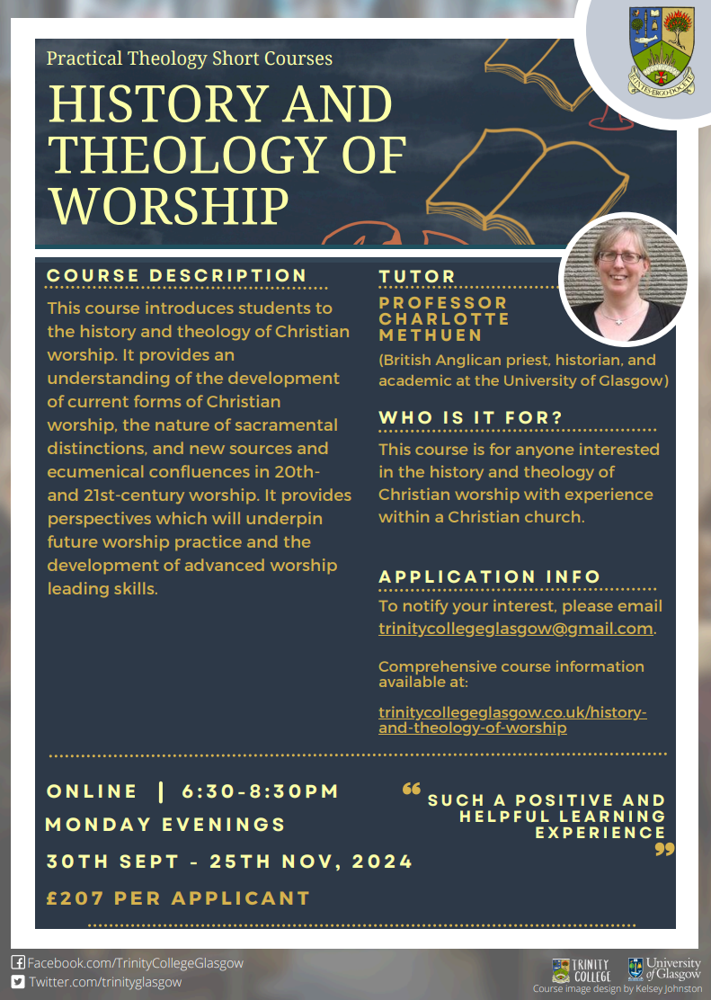 Practical Theology Short Courses
HISTORY AND
THEOLOGY OF
WORSHIP
EUNTES·ERGO·DOCETE
COURSE DESCRIPTION
This course introduces students to
the history and theology of Christian
worship. It provides an
understanding of the development
of current forms of Christian
worship, the nature of sacramental
distinctions, and new sources and
ecumenical confluences in 20th-
and 21st-century worship. It provides
perspectives which will underpin
future worship practice and the
development of advanced worship
leading skills.
TUTOR
PROFESSOR
CHARLOTTE
METHUEN
(British Anglican priest, historian, and
academic at the University of Glasgow)
WHO IS IT FOR?
This course is for anyone interested
in the history and theology of
Christian worship with experience
within a Christian church.
APPLICATION INFO
To notify your interest, please email
trinitycollegeglasgow@gmail.com.
Comprehensive course information
available at:
trinitycollegeglasgow.co.uk/history-
and-theology-of-worship
ONLINE | 6:30-8:30PM
MONDAY EVENINGS
30TH SEPT - 25TH NOV, 2024
£207 PER APPLICANT
“ SUCH A POSITIVE AND
HELPFUL LEARNING
EXPERIENCE
”
Facebook.com/TrinityCollegeGlasgow
Twitter.com/trinityglasgow
TRINITY
COLLEGE
University
of Glasgow
Course image design by Kelsey Johnston